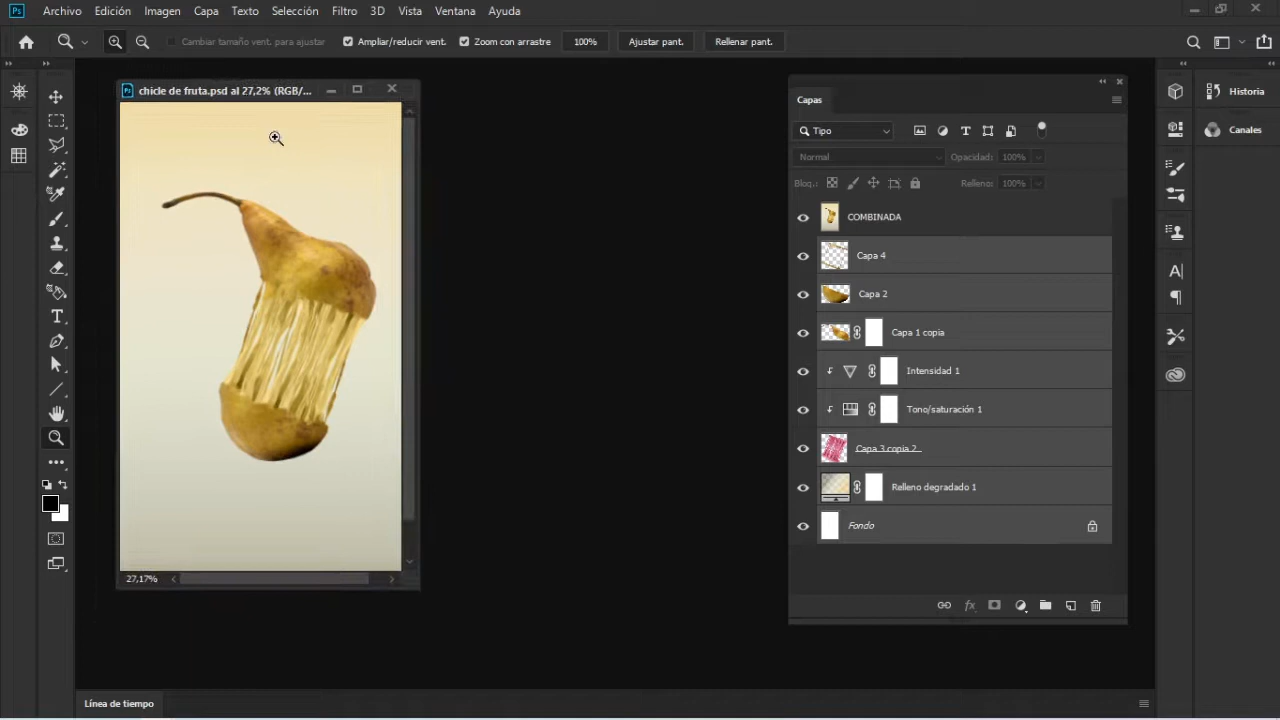 Ps Archivo Edición Imagen Capa Texto Selección Filtro 3D Vista Ventana Ayuda
Cambiar tamaño vent. para ajustar Ampliar/reducir vent. Zoom con arrastre 100% Ajustar pant. Rellenar pant.
chicle de fruta.psd al 27,2% (RGB/...
Capas
Tipo
Normal Opacidad: 100%
Bloq.: Relleno: 100%
COMBINADA
Capa 4
Capa 2
Capa 1 copia
Intensidad 1
Tono/saturación 1
Capa 3 copia 2
Relleno degradado 1
Fondo
fx
27,17%
Historia
Canales
Línea de tiempo